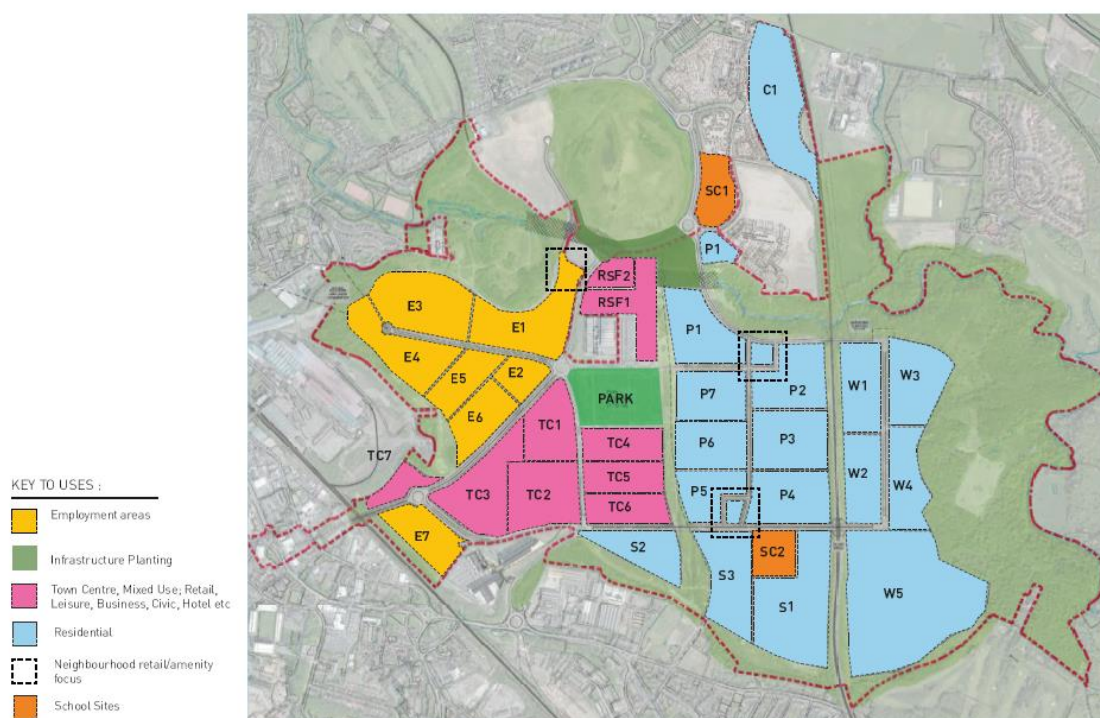 C1
SC1
P1
RSF2
RSF1
E3
E1
P1
E4
E5
E2
E6
PARK
P7
P2
W1
W3
TC1
TC4
P6
P3
TC7
TC3
TC2
TC5
TC6
P5
P4
W2
W4
E7
S2
S3
SC2
S1
W5
KEY TO USES :
Employment areas
Infrastructure Planting
Town Centre, Mixed Use; Retail,
Leisure, Business, Civic, Hotel etc
Residential
Neighbourhood retail/amenity
focus
School Sites